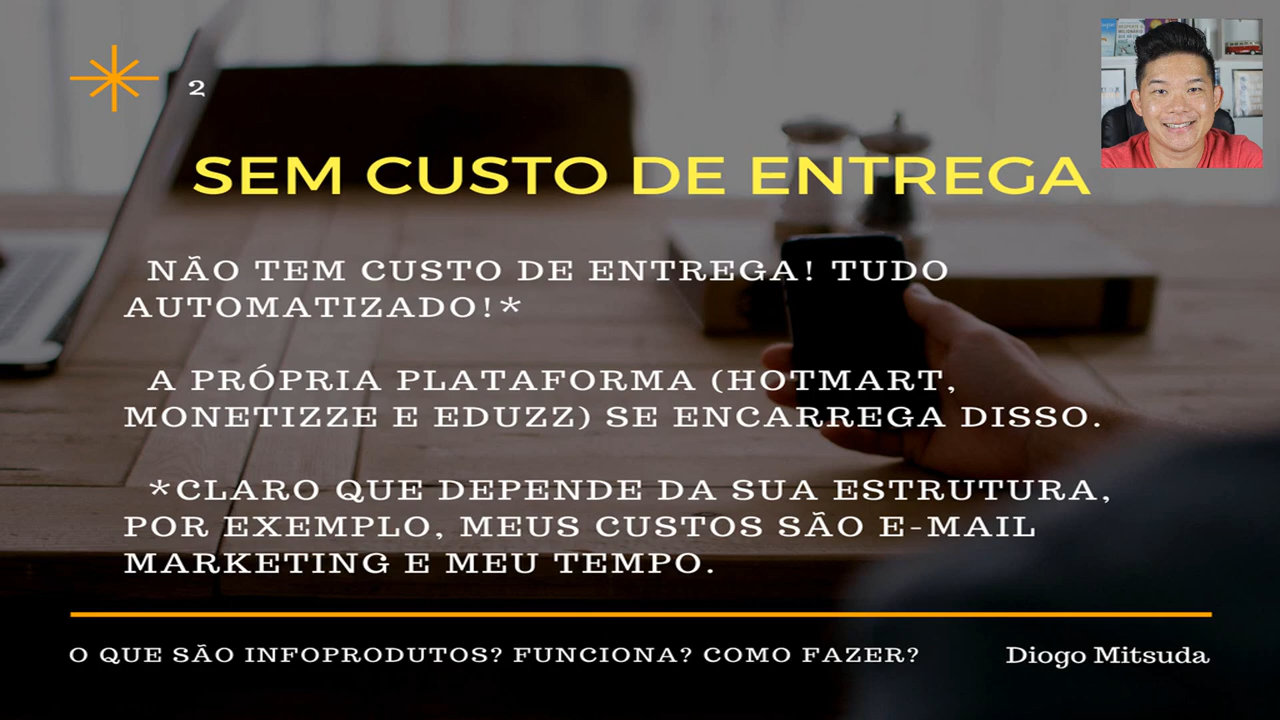 2
SEM CUSTO DE ENTREGA
NÃO TEM CUSTO DE ENTREGA! TUDO
AUTOMATIZADO!*
A PRÓPRIA PLATAFORMA (HOTMART,
MONETIZZE E EDUZZ) SE ENCARREGA DISSO.
*CLARO QUE DEPENDE DA SUA ESTRUTURA,
POR EXEMPLO, MEUS CUSTOS SÃO E-MAIL
MARKETING E MEU TEMPO.
O QUE SÃO INFOPRODUTOS? FUNCIONA? COMO FAZER?
Diogo Mitsuda